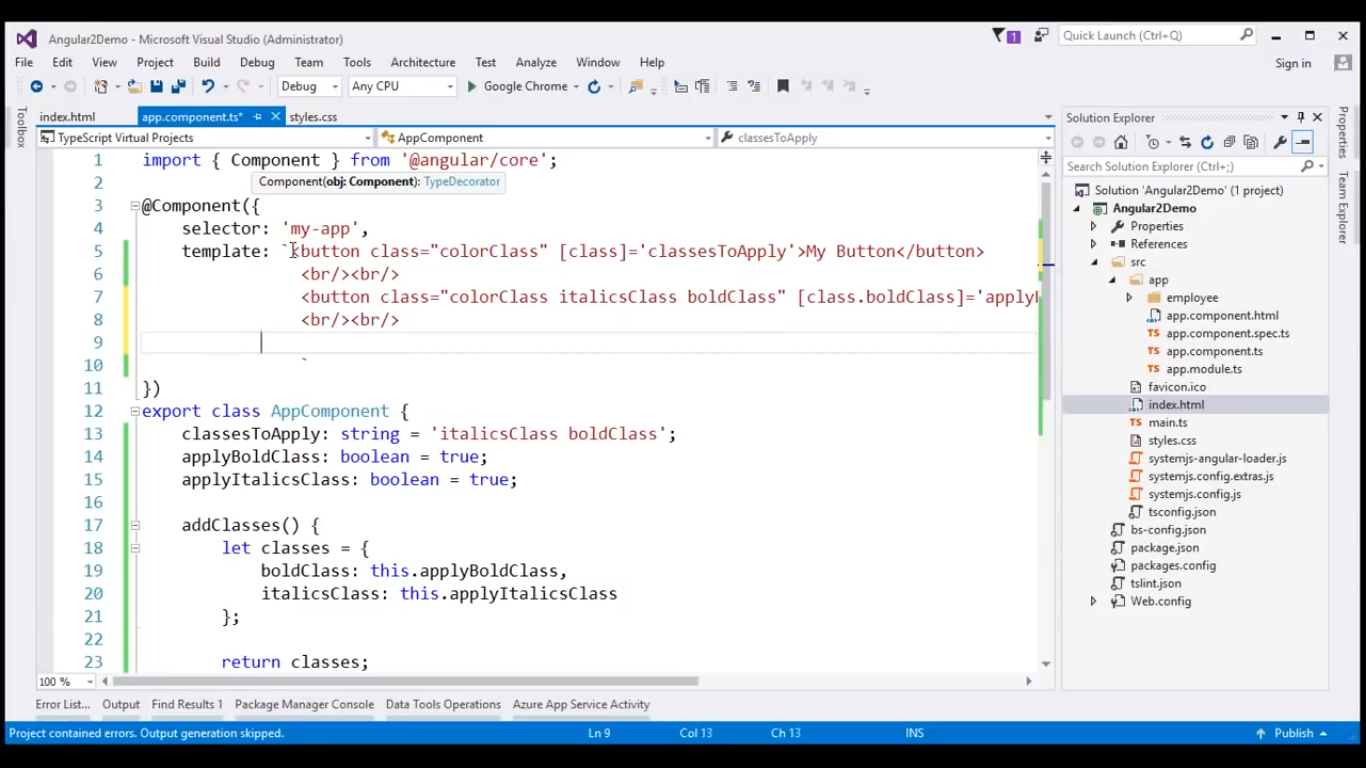 Angular2Demo - Microsoft Visual Studio (Administrator)
1
Quick Launch (Ctrl+Q)
File Edit View Project Build Debug Team Tools Architecture Test Analyze Window Help
Sign in
Debug Any CPU Google Chrome
Toolbox
index.html app.component.ts* styles.css
TypeScript Virtual Projects AppComponent classesToApply
1 import { Component } from '@angular/core';
2 Component(obj: Component): TypeDecorator
3 @Component({
4 selector: 'my-app',
5 template: `<button class="colorClass" [class]='classesToApply'>My Button</button>
6 <br/><br/>
7 <button class="colorClass italicsClass boldClass" [class.boldClass]='applyB
8 <br/><br/>
9
10 `
11 })
12 export class AppComponent {
13 classesToApply: string = 'italicsClass boldClass';
14 applyBoldClass: boolean = true;
15 applyItalicsClass: boolean = true;
16
17 addClasses() {
18 let classes = {
19 boldClass: this.applyBoldClass,
20 italicsClass: this.applyItalicsClass
21 };
22
23 return classes;
100 %
Solution Explorer
Search Solution Explorer (Ctrl+;)
Solution 'Angular2Demo' (1 project)
Angular2Demo
Properties
References
src
app
employee
app.component.html
TS app.component.spec.ts
TS app.component.ts
TS app.module.ts
favicon.ico
index.html
TS main.ts
styles.css
systemjs-angular-loader.js
systemjs.config.extras.js
systemjs.config.js
tsconfig.json
bs-config.json
package.json
packages.config
tslint.json
Web.config
Properties
Team Explorer
Error List... Output Find Results 1 Package Manager Console Data Tools Operations Azure App Service Activity
Project contained errors. Output generation skipped. Ln 9 Col 13 Ch 13 INS Publish